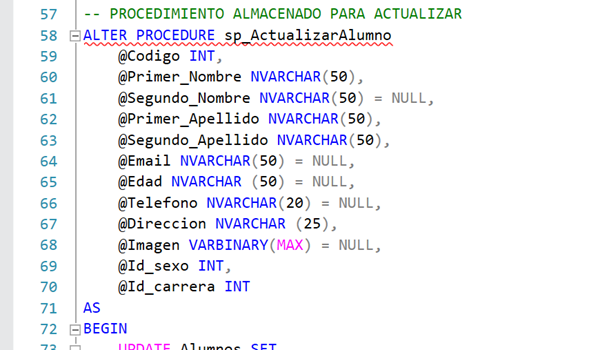 57 -- PROCEDIMIENTO ALMACENADO PARA ACTUALIZAR
58 ALTER PROCEDURE sp_ActualizarAlumno
59 @Codigo INT,
60 @Primer_Nombre NVARCHAR(50),
61 @Segundo_Nombre NVARCHAR(50) = NULL,
62 @Primer_Apellido NVARCHAR(50),
63 @Segundo_Apellido NVARCHAR(50),
64 @Email NVARCHAR(50) = NULL,
65 @Edad NVARCHAR (50) = NULL,
66 @Telefono NVARCHAR(20) = NULL,
67 @Direccion NVARCHAR (25),
68 @Imagen VARBINARY(MAX) = NULL,
69 @Id_sexo INT,
70 @Id_carrera INT
71 AS
72 BEGIN
73 UPDATE Alumnos SET